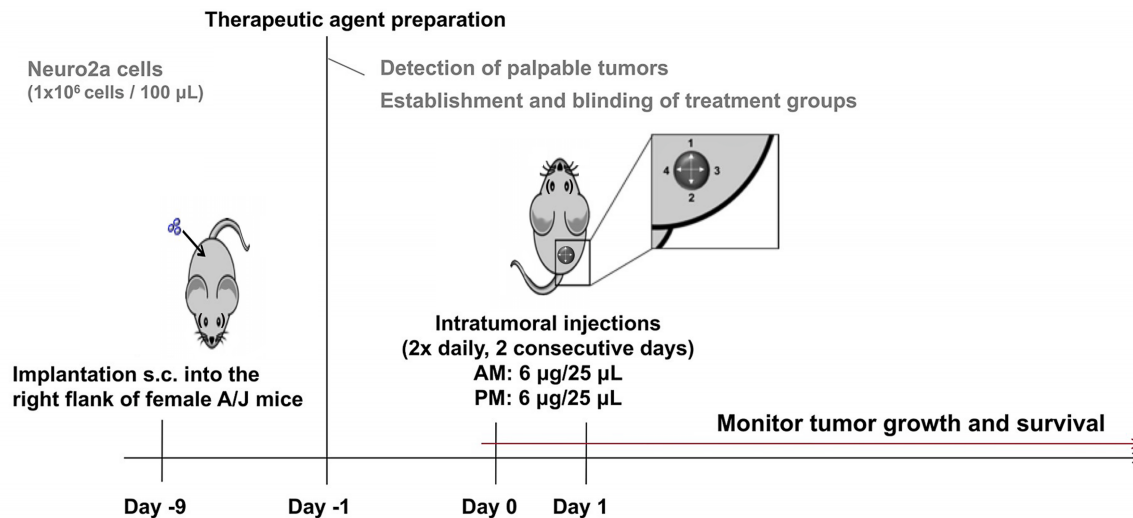 Therapeutic agent preparation
Neuro2a cells
(1x10⁶ cells / 100 µL)
Detection of palpable tumors
Establishment and blinding of treatment groups
1
4
3
2
Implantation s.c. into the
right flank of female A/J mice
Intratumoral injections
(2x daily, 2 consecutive days)
AM: 6 µg/25 µL
PM: 6 µg/25 µL
Monitor tumor growth and survival
Day -9
Day -1
Day 0
Day 1